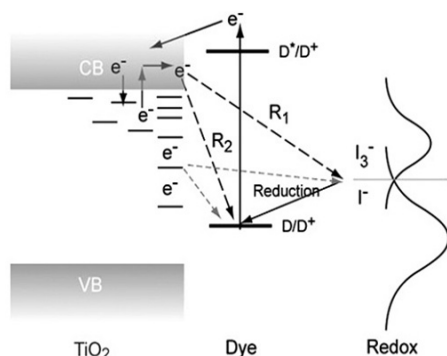 e⁻
D*/D⁺
CB
e⁻
e⁻
e⁻
R₁
R₂
e⁻
e⁻
I₃⁻
I⁻
Reduction
D/D⁺
VB
TiO₂
Dye
Redox